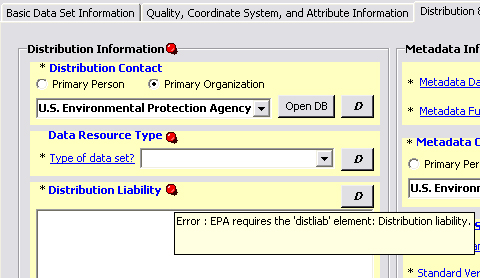 Basic Data Set Information
Quality, Coordinate System, and Attribute Information
Distribution
Distribution Information
* Distribution Contact
Primary Person
Primary Organization
U.S. Environmental Protection Agency
Open DB
D
Data Resource Type
* Type of data set?
D
* Distribution Liability
D
Error : EPA requires the 'distliab' element: Distribution liability.
Metadata Inf
* Metadata Da
* Metadata Fu
* Metadata C
Primary Per
U.S. Environ
* Standard Ver